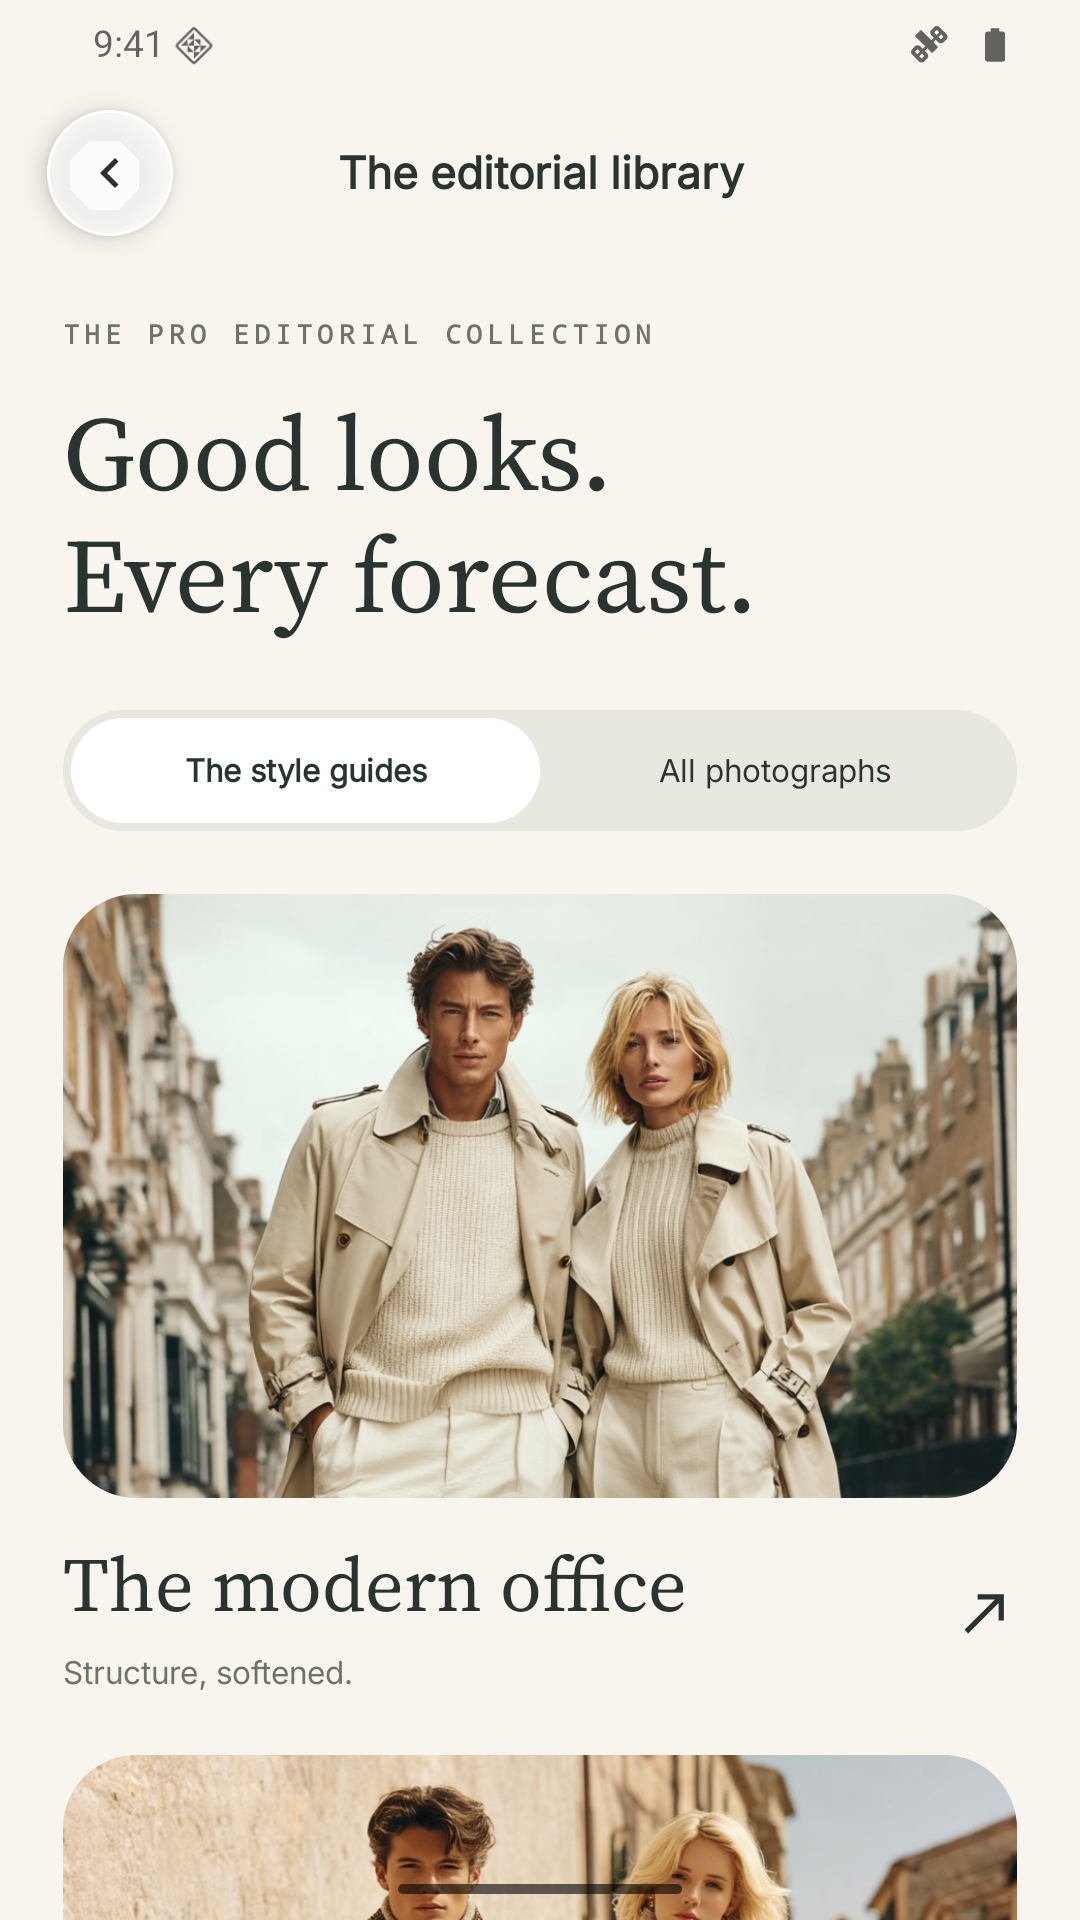 9:41
The editorial library
THE PRO EDITORIAL COLLECTION
Good looks.
Every forecast.
The style guides
All photographs
The modern office
Structure, softened.